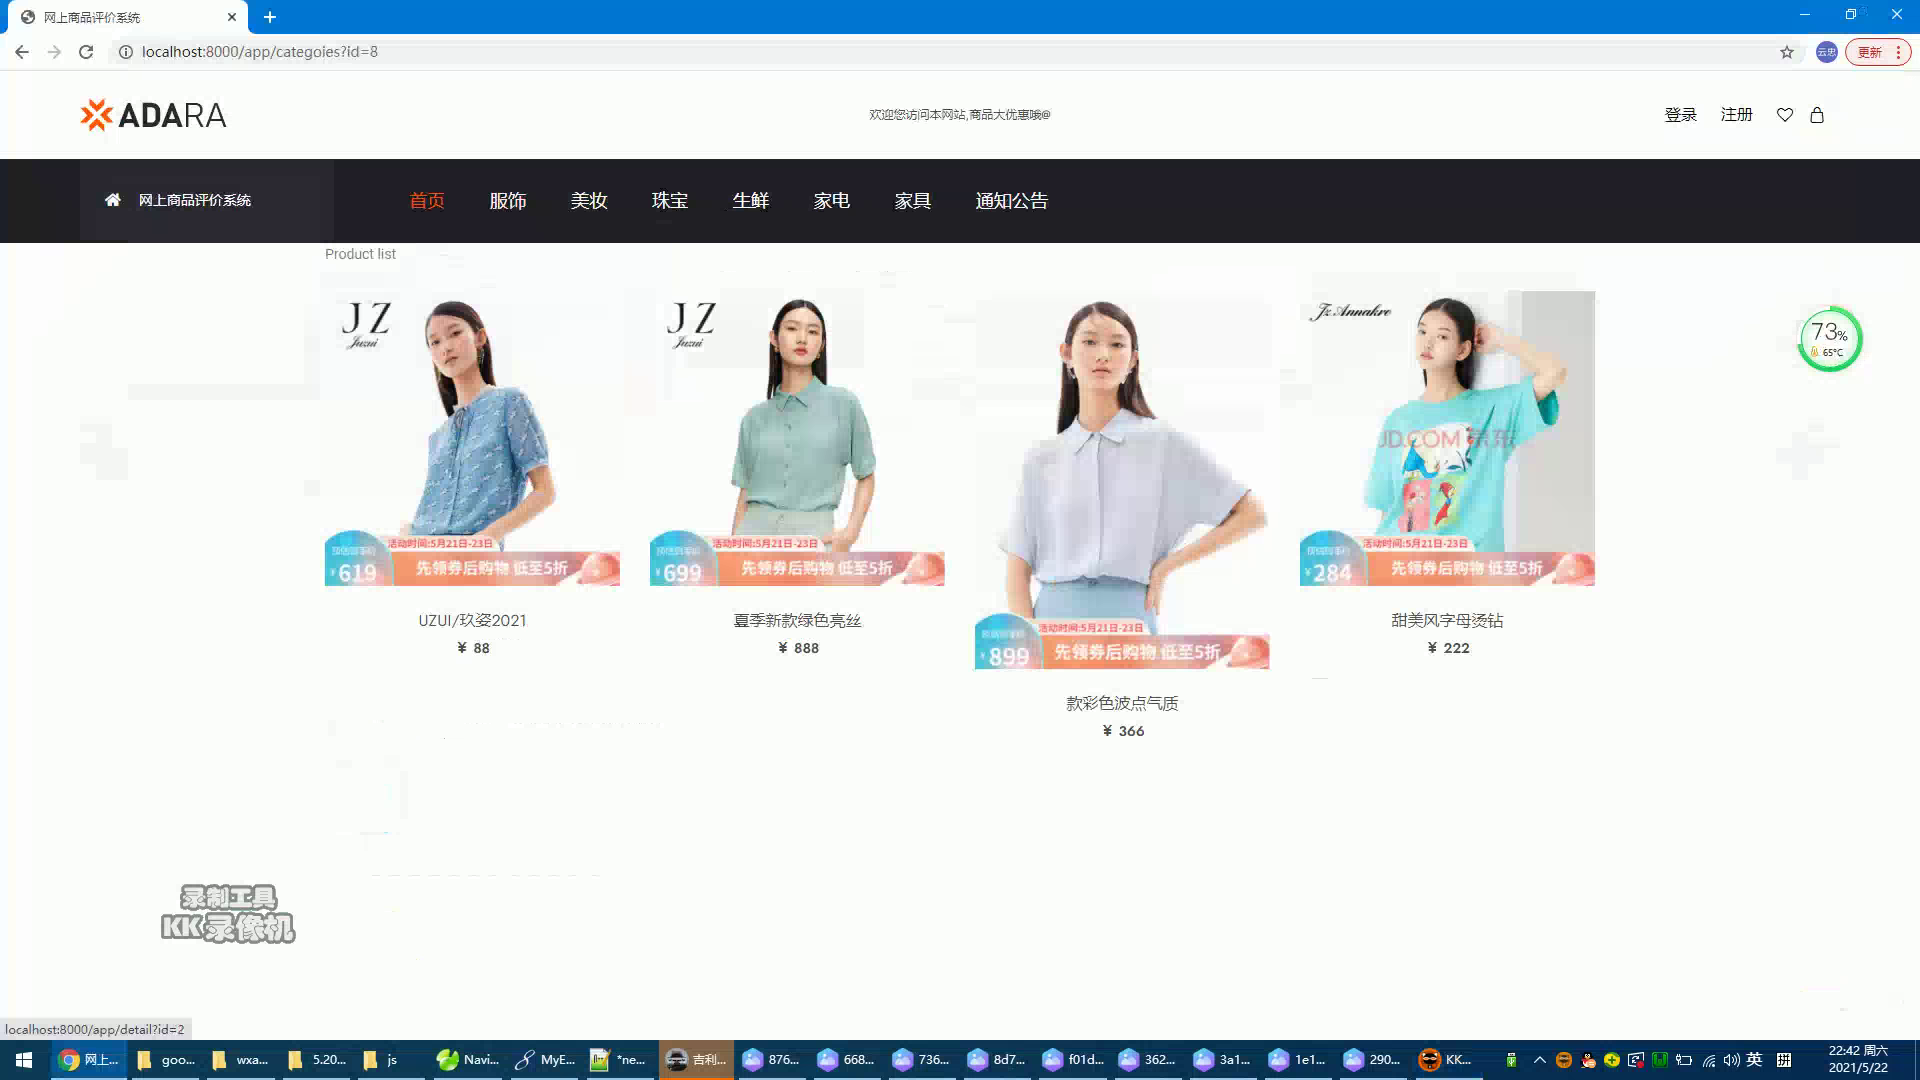 网上商品评价系统
localhost:8000/app/categoies?id=8
云忠
更新
ADARA
欢迎您访问本网站,商品大优惠哦@
登录 注册
网上商品评价系统
首页 服饰 美妆 珠宝 生鲜 家电 家具 通知公告
Product list
JZ
Juzui
活动时间:5月21日-23日
¥619
先领券后购物 低至5折
UZUI/玖姿2021
¥ 88
JZ
Juzui
活动时间:5月21日-23日
¥699
先领券后购物 低至5折
夏季新款绿色亮丝
¥ 888
活动时间:5月21日-23日
¥899
先领券后购物 低至5折
款彩色波点气质
¥ 366
Jz.Annakro
JD.COM 京东
活动时间:5月21日-23日
¥284
先领券后购物 低至5折
甜美风字母烫钻
¥ 222
73%
65°C
录制工具
KK录像机
localhost:8000/app/detail?id=2
网上... goo... wxa... 5.20... js Navi... MyE... *ne... 吉利... 876... 668... 736... 8d7... f01d... 362... 3a1... 1e1... 290... KK... 英 拼
22:42 周六
2021/5/22